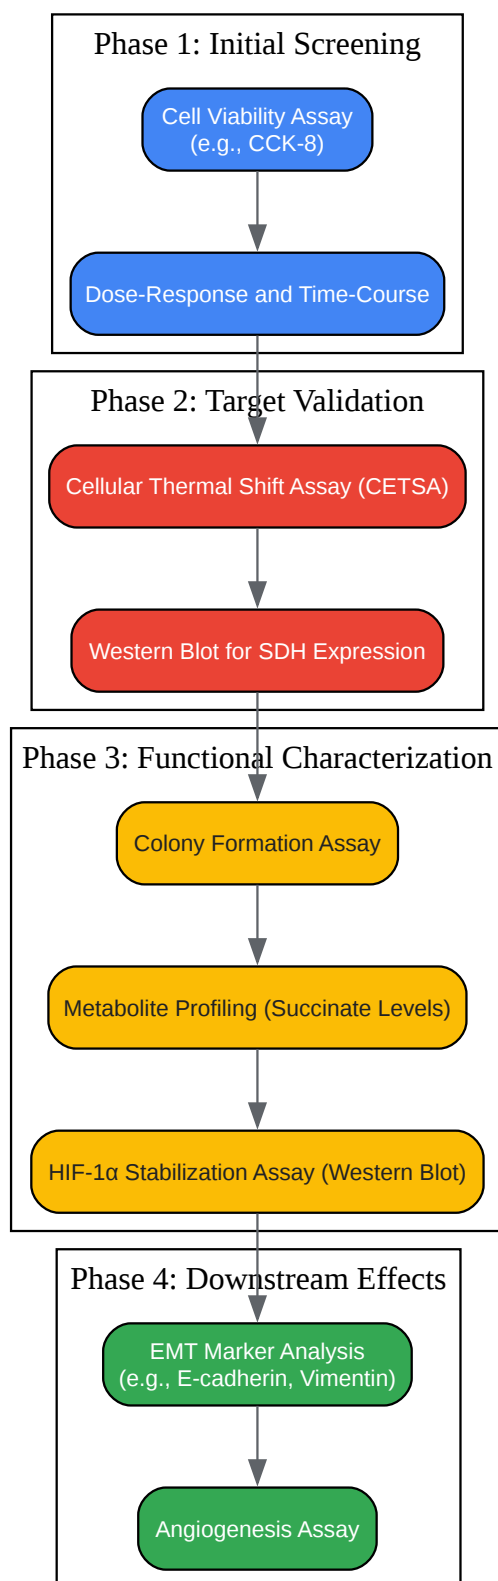 Phase 1: Initial Screening
Cell Viability Assay
(e.g., CCK-8)
Dose-Response and Time-Course
Phase 2: Target Validation
Cellular Thermal Shift Assay (CETSA)
Western Blot for SDH Expression
Phase 3: Functional Characterization
Colony Formation Assay
Metabolite Profiling (Succinate Levels)
HIF-1α Stabilization Assay (Western Blot)
Phase 4: Downstream Effects
EMT Marker Analysis
(e.g., E-cadherin, Vimentin)
Angiogenesis Assay